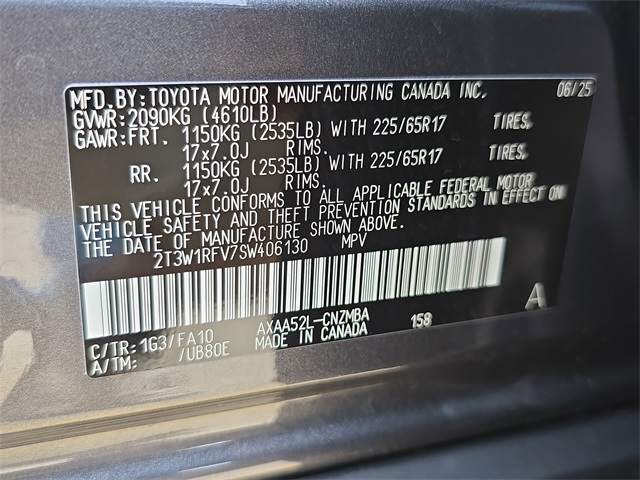 MFD. BY: TOYOTA MOTOR MANUFACTURING CANADA INC. 06/25
GVWR: 2090KG (4610LB)
GAWR: FRT. 1150KG (2535LB) WITH 225/65R17 TIRES,
17x7.0J RIMS.
RR. 1150KG (2535LB) WITH 225/65R17 TIRES,
17x7.0J RIMS.
THIS VEHICLE CONFORMS TO ALL APPLICABLE FEDERAL MOTOR
VEHICLE SAFETY AND THEFT PREVENTION STANDARDS IN EFFECT ON
THE DATE OF MANUFACTURE SHOWN ABOVE.
2T3W1RFV7SW406130 MPV
A
C/TR: 1G3/FA10 AXAA52L-CNZMBA 158
A/TM: /UB80E MADE IN CANADA